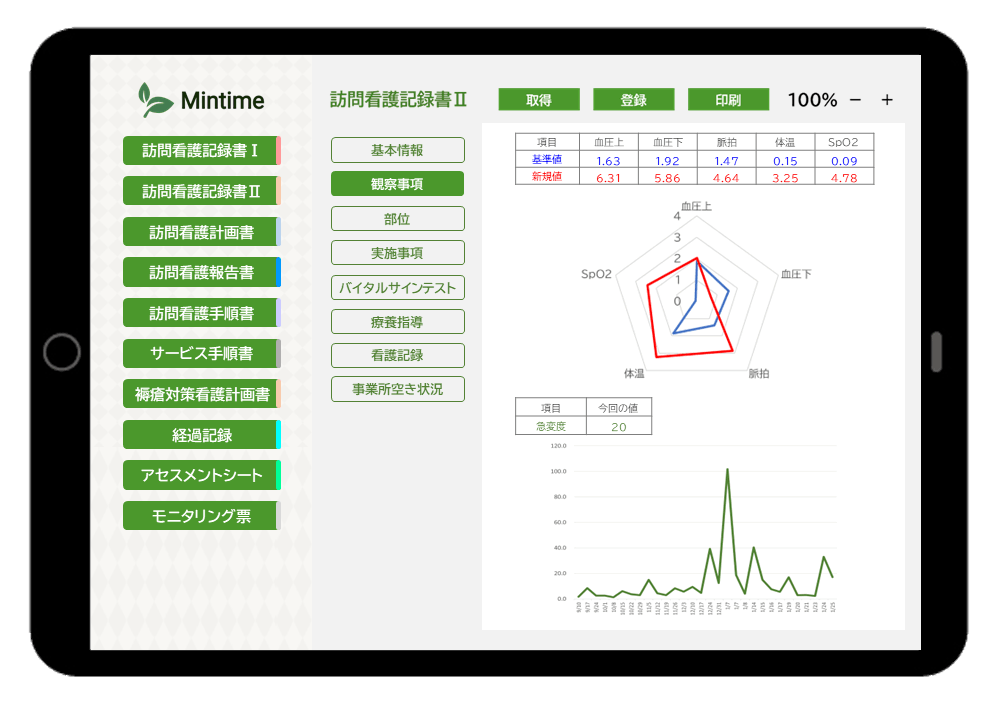 Mintime
訪問看護記録書Ⅰ
訪問看護記録書Ⅱ
訪問看護計画書
訪問看護報告書
訪問看護手順書
サービス手順書
褥瘡対策看護計画書
経過記録
アセスメントシート
モニタリング票
訪問看護記録書Ⅱ
取得 登録 印刷 100% − +
基本情報
観察事項
部位
実施事項
バイタルサインテスト
療養指導
看護記録
事業所空き状況
項目 血圧上 血圧下 脈拍 体温 SpO2
基準値 1.63 1.92 1.47 0.15 0.09
新規値 6.31 5.86 4.64 3.25 4.78
血圧上
4
3
2
1
0
SpO2
血圧下
体温
脈拍
項目 今回の値
急変度 20
120.0
100.0
80.0
60.0
40.0
20.0
0.0